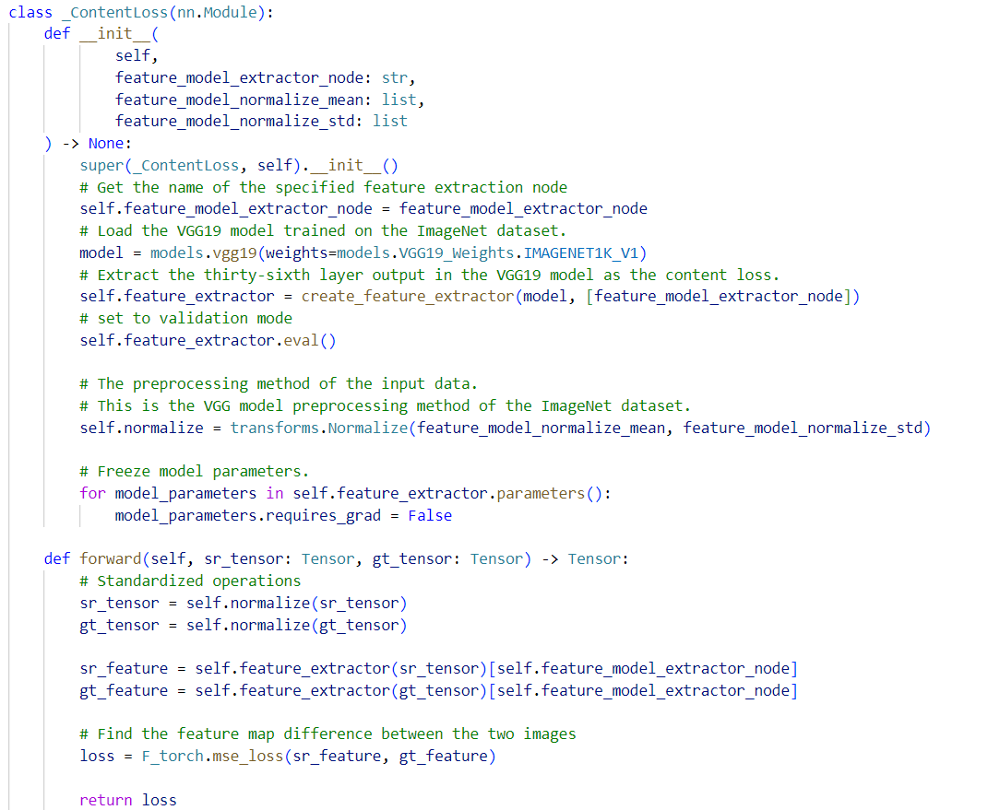 class _ContentLoss(nn.Module):
    def __init__(
            self,
            feature_model_extractor_node: str,
            feature_model_normalize_mean: list,
            feature_model_normalize_std: list
    ) -> None:
        super(_ContentLoss, self).__init__()
        # Get the name of the specified feature extraction node
        self.feature_model_extractor_node = feature_model_extractor_node
        # Load the VGG19 model trained on the ImageNet dataset.
        model = models.vgg19(weights=models.VGG19_Weights.IMAGENET1K_V1)
        # Extract the thirty-sixth layer output in the VGG19 model as the content loss.
        self.feature_extractor = create_feature_extractor(model, [feature_model_extractor_node])
        # set to validation mode
        self.feature_extractor.eval()

        # The preprocessing method of the input data.
        # This is the VGG model preprocessing method of the ImageNet dataset.
        self.normalize = transforms.Normalize(feature_model_normalize_mean, feature_model_normalize_std)

        # Freeze model parameters.
        for model_parameters in self.feature_extractor.parameters():
            model_parameters.requires_grad = False

    def forward(self, sr_tensor: Tensor, gt_tensor: Tensor) -> Tensor:
        # Standardized operations
        sr_tensor = self.normalize(sr_tensor)
        gt_tensor = self.normalize(gt_tensor)

        sr_feature = self.feature_extractor(sr_tensor)[self.feature_model_extractor_node]
        gt_feature = self.feature_extractor(gt_tensor)[self.feature_model_extractor_node]

        # Find the feature map difference between the two images
        loss = F_torch.mse_loss(sr_feature, gt_feature)

        return loss